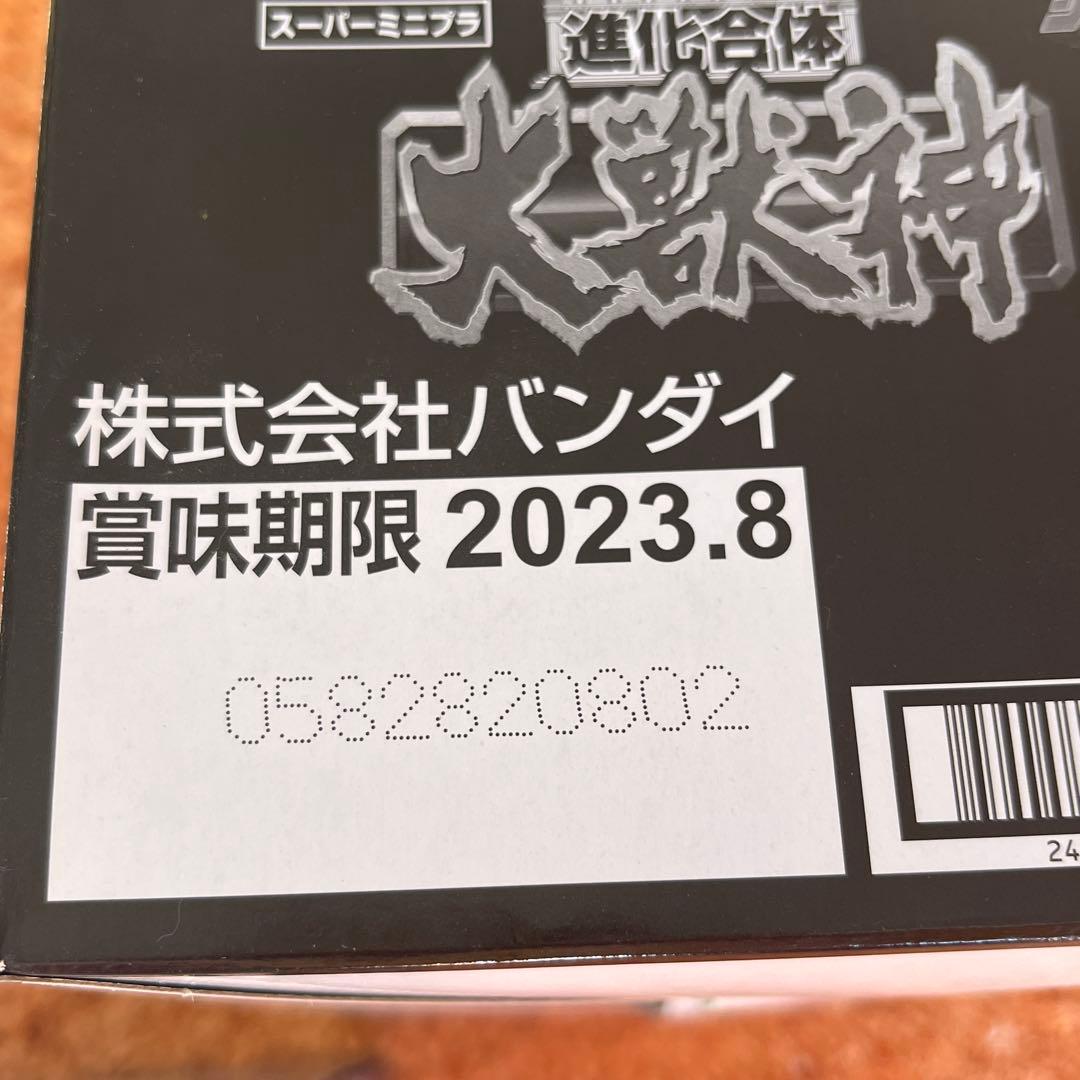 スーパーミニプラ
進化合体
大獣神
株式会社バンダイ
賞味期限 2023.8
0582820802
24